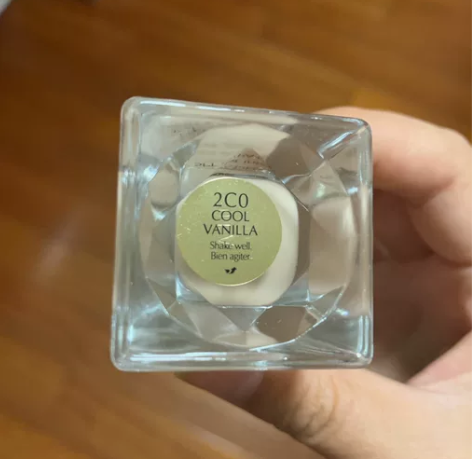 2C0
COOL
VANILLA
Shake well.
Bien agiter.